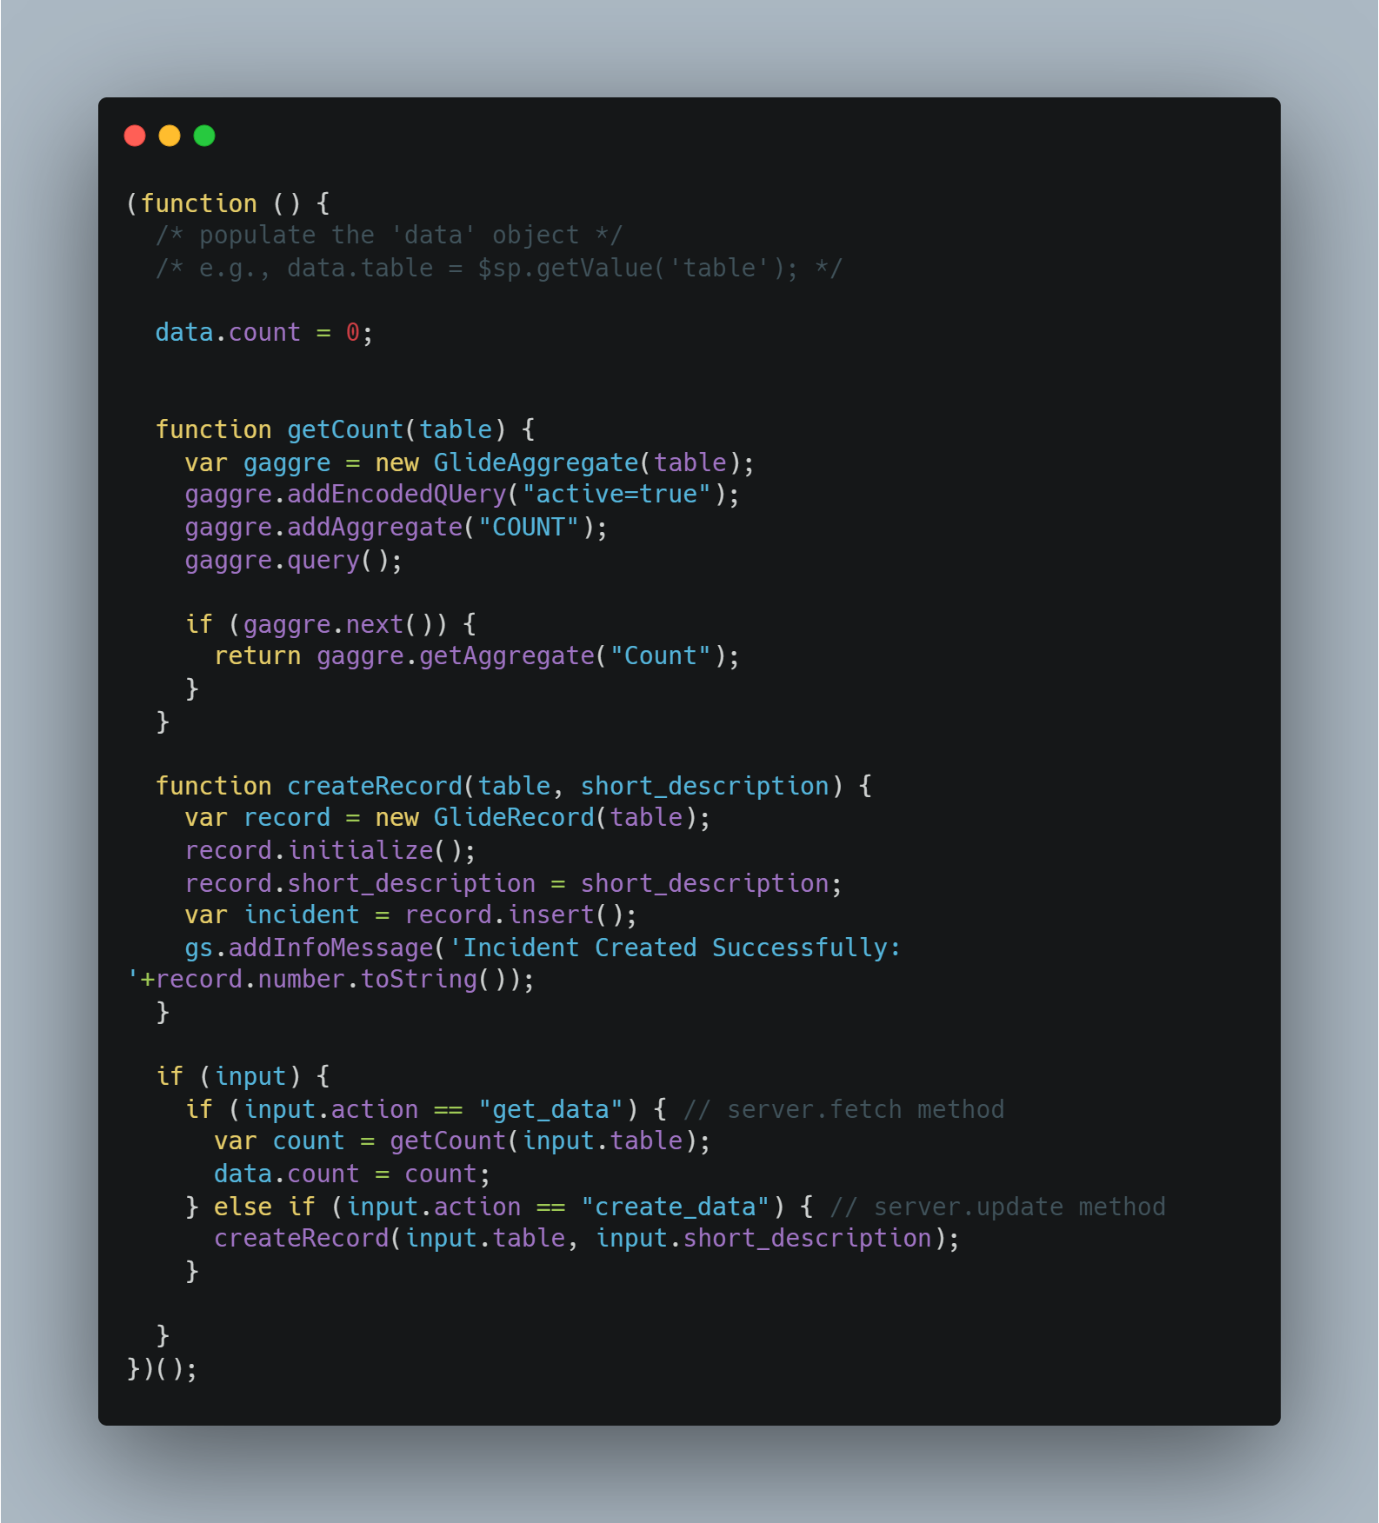 (function () {
  /* populate the 'data' object */
  /* e.g., data.table = $sp.getValue('table'); */

  data.count = 0;


  function getCount(table) {
    var gaggre = new GlideAggregate(table);
    gaggre.addEncodedQUery("active=true");
    gaggre.addAggregate("COUNT");
    gaggre.query();

    if (gaggre.next()) {
      return gaggre.getAggregate("Count");
    }
  }

  function createRecord(table, short_description) {
    var record = new GlideRecord(table);
    record.initialize();
    record.short_description = short_description;
    var incident = record.insert();
    gs.addInfoMessage('Incident Created Successfully:
'+record.number.toString());
  }

  if (input) {
    if (input.action == "get_data") { // server.fetch method
      var count = getCount(input.table);
      data.count = count;
    } else if (input.action == "create_data") { // server.update method
      createRecord(input.table, input.short_description);
    }

  }
})();